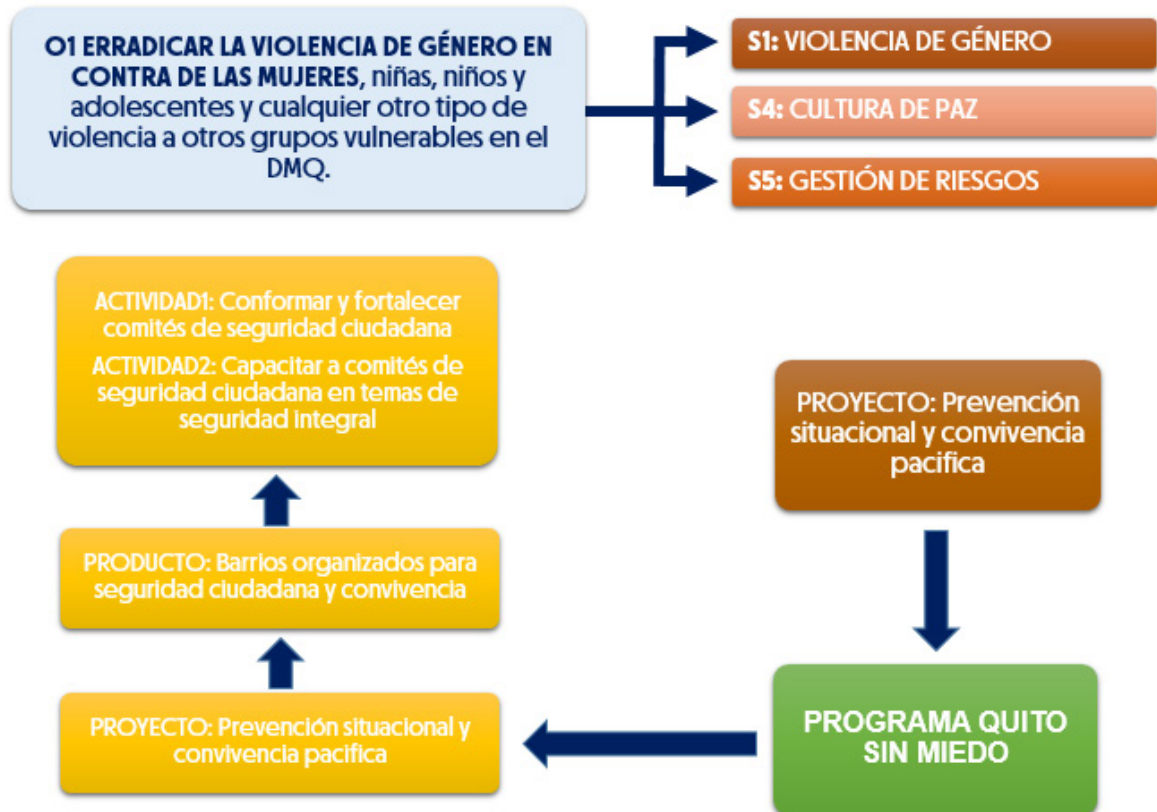 O1 ERRADICAR LA VIOLENCIA DE GÉNERO EN
CONTRA DE LAS MUJERES, niñas, niños y
adolescentes y cualquier otro tipo de
violencia a otros grupos vulnerables en el
DMQ.
S1: VIOLENCIA DE GÉNERO
S4: CULTURA DE PAZ
S5: GESTIÓN DE RIESGOS
ACTIVIDAD1: Conformar y fortalecer
comités de seguridad ciudadana
ACTIVIDAD2: Capacitar a comités de
seguridad ciudadana en temas de
seguridad integral
PROYECTO: Prevención
situacional y convivencia
pacifica
PRODUCTO: Barrios organizados para
seguridad ciudadana y convivencia
PROYECTO: Prevención situacional y
convivencia pacifica
PROGRAMA QUITO
SIN MIEDO